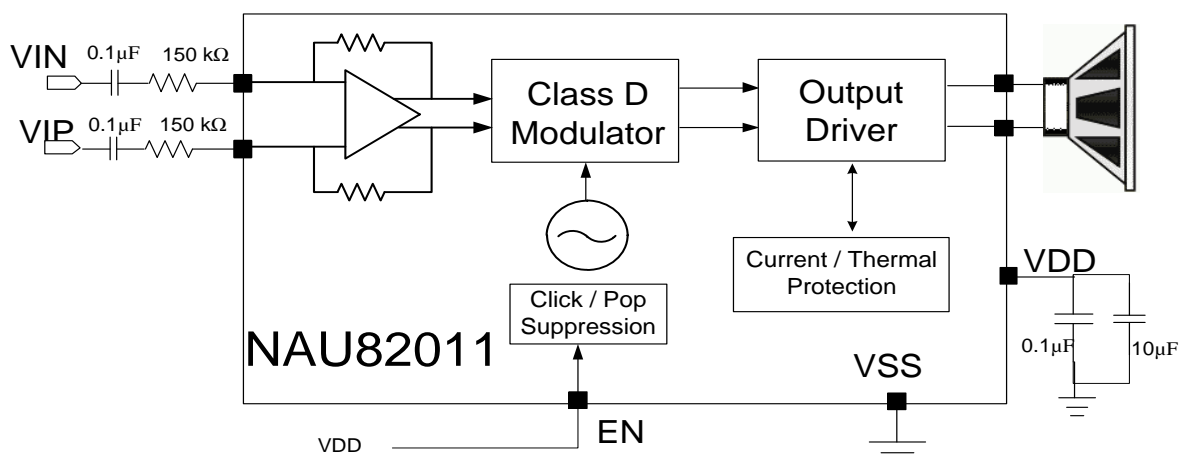 VIN
0.1µF
150 kΩ
VIP
0.1µF
150 kΩ
Class D
Modulator
Output
Driver
Current / Thermal
Protection
Click / Pop
Suppression
NAU82011
VDD
0.1µF
10µF
VSS
EN
VDD